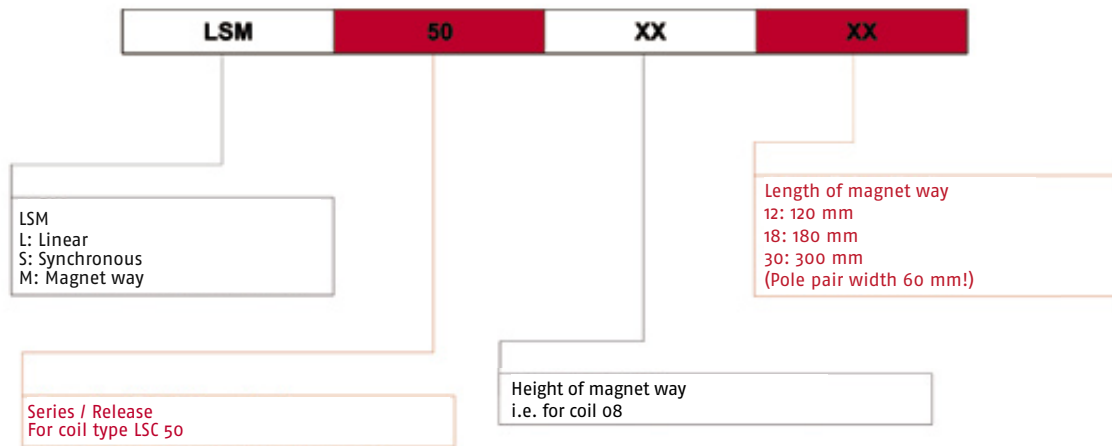 LSM 50 XX XX
LSM
L: Linear
S: Synchronous
M: Magnet way
Length of magnet way
12: 120 mm
18: 180 mm
30: 300 mm
(Pole pair width 60 mm!)
Series / Release
For coil type LSC 50
Height of magnet way
i.e. for coil 08